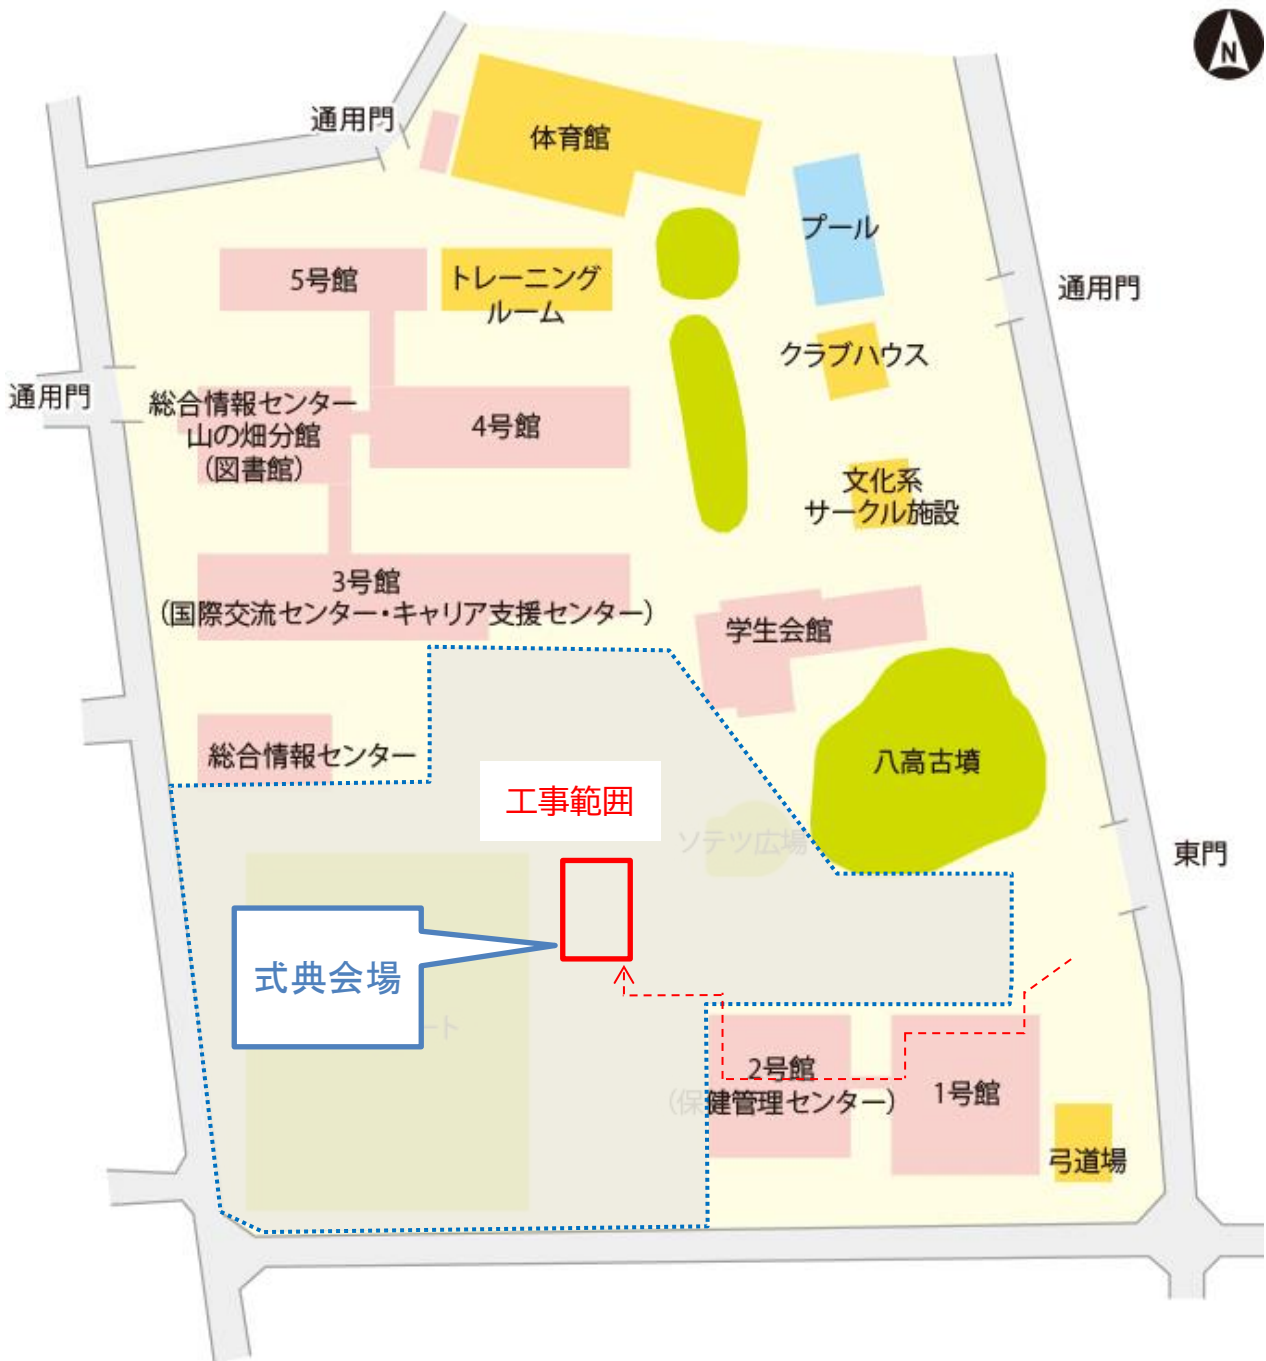 N
通用門
体育館
プール
5号館
トレーニング
ルーム
通用門
クラブハウス
通用門
総合情報センター
山の畑分館
(図書館)
4号館
文化系
サークル施設
3号館
(国際交流センター・キャリア支援センター)
学生会館
総合情報センター
八高古墳
工事範囲
ソテツ広場
東門
式典会場
ート
2号館
(保健管理センター)
1号館
弓道場